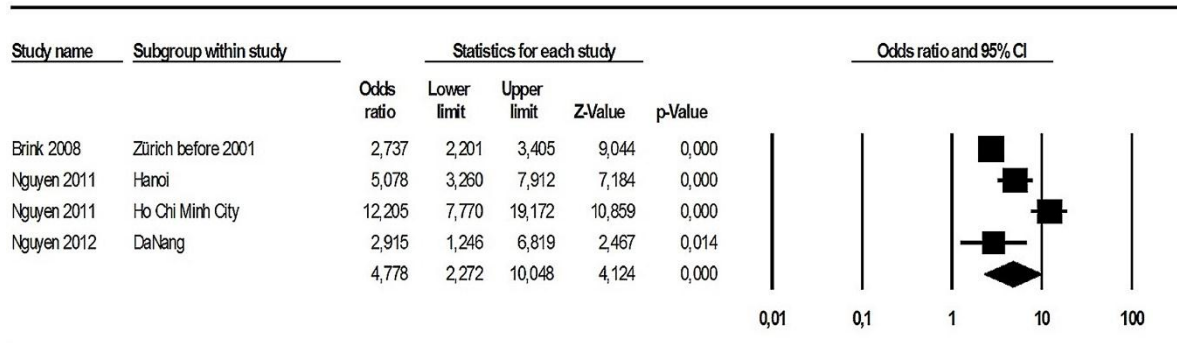 Study name Subgroup within study Statistics for each study Odds ratio and 95% CI
Odds Lower Upper
ratio limit limit Z-Value p-Value
Brink 2008 Zürich before 2001 2,737 2,201 3,405 9,044 0,000
Nguyen 2011 Hanoi 5,078 3,260 7,912 7,184 0,000
Nguyen 2011 Ho Chi Minh City 12,205 7,770 19,172 10,859 0,000
Nguyen 2012 DaNang 2,915 1,246 6,819 2,467 0,014
4,778 2,272 10,048 4,124 0,000
0,01 0,1 1 10 100